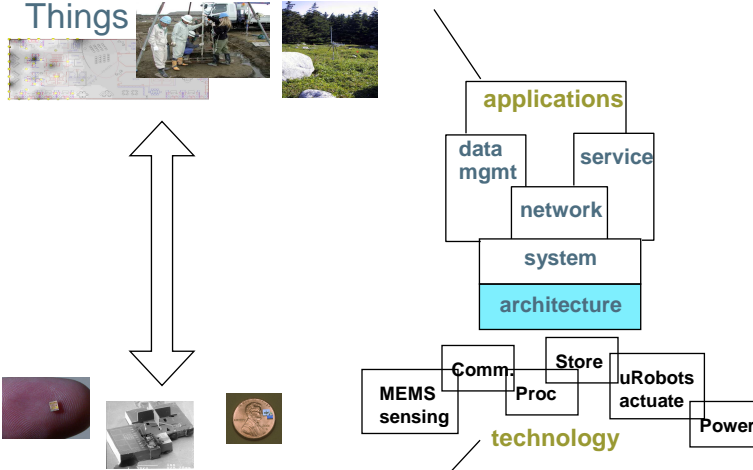 Things
applications
data
mgmt
service
network
system
architecture
Comm.
Store
MEMS
sensing
Proc
uRobots
actuate
Power
technology